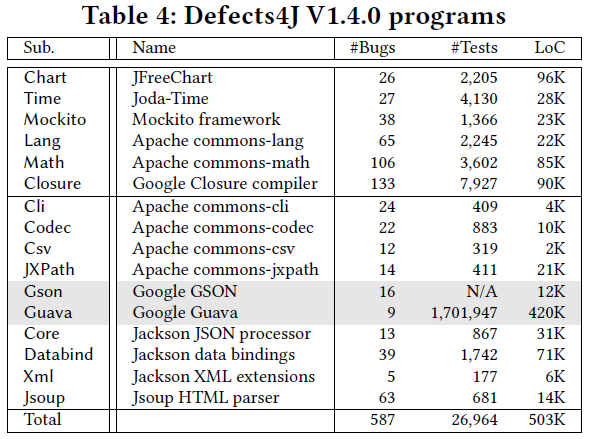 Table 4: Defects4J V1.4.0 programs
Sub. Name #Bugs #Tests LoC
Chart JFreeChart 26 2,205 96K
Time Joda-Time 27 4,130 28K
Mockito Mockito framework 38 1,366 23K
Lang Apache commons-lang 65 2,245 22K
Math Apache commons-math 106 3,602 85K
Closure Google Closure compiler 133 7,927 90K
Cli Apache commons-cli 24 409 4K
Codec Apache commons-codec 22 883 10K
Csv Apache commons-csv 12 319 2K
JXPath Apache commons-jxpath 14 411 21K
Gson Google GSON 16 N/A 12K
Guava Google Guava 9 1,701,947 420K
Core Jackson JSON processor 13 867 31K
Databind Jackson data bindings 39 1,742 71K
Xml Jackson XML extensions 5 177 6K
Jsoup Jsoup HTML parser 63 681 14K
Total 587 26,964 503K